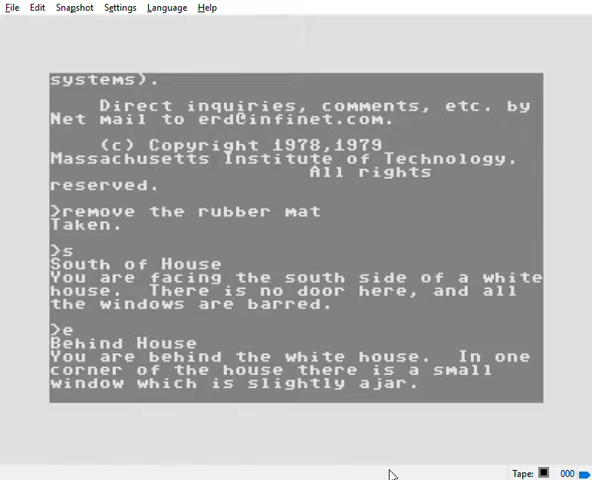 File Edit Snapshot Settings Language Help
systems).
Direct inquiries, comments, etc. by
Net mail to erd@infinet.com.
(c) Copyright 1978,1979
Massachusetts Institute of Technology.
All rights
reserved.
>remove the rubber mat
Taken.
>s
South of House
You are facing the south side of a white
house.  There is no door here, and all
the windows are barred.
>e
Behind House
You are behind the white house.  In one
corner of the house there is a small
window which is slightly ajar.
Tape: 000